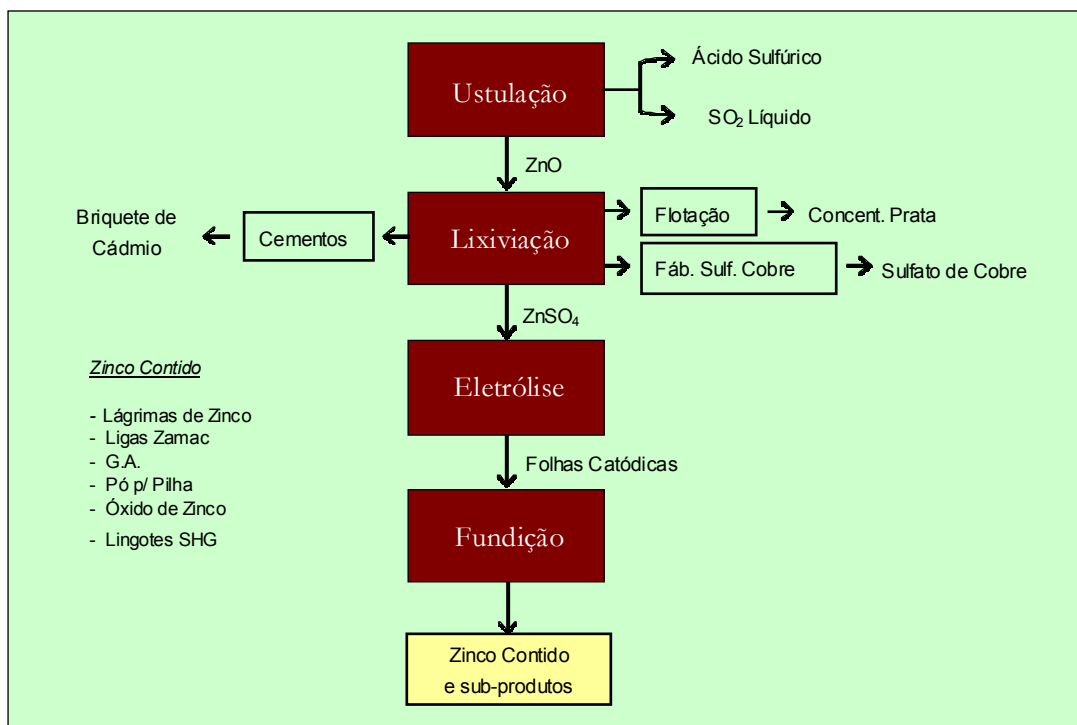 Ustulação
Ácido Sulfúrico
SO₂ Líquido
ZnO
Briquete de
Cádmio
Cementos
Lixiviação
Flotação
Concent. Prata
Fáb. Sulf. Cobre
Sulfato de Cobre
ZnSO₄
Eletrólise
Zinco Contido
- Lágrimas de Zinco
- Ligas Zamac
- G.A.
- Pó p/ Pilha
- Óxido de Zinco
- Lingotes SHG
Folhas Catódicas
Fundição
Zinco Contido
e sub-produtos